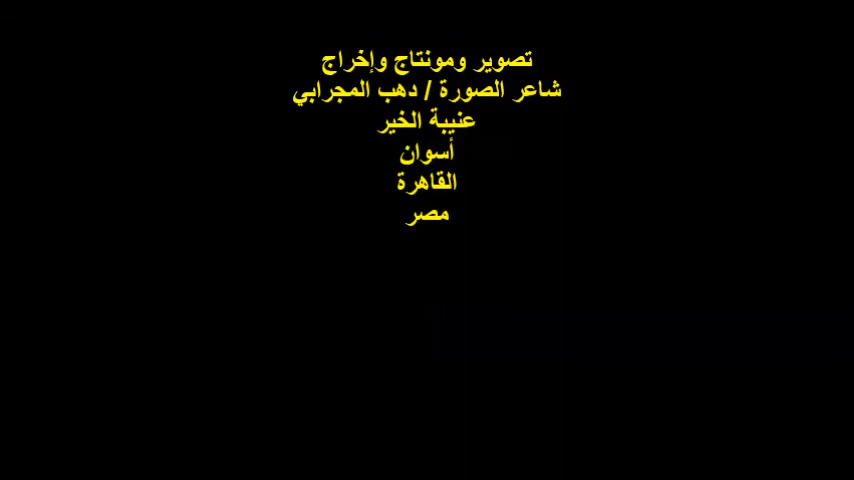 تصوير ومونتاج وإخراج
شاعر الصورة / دهب المجرابي
عنيبة الخير
أسوان
القاهرة
مصر